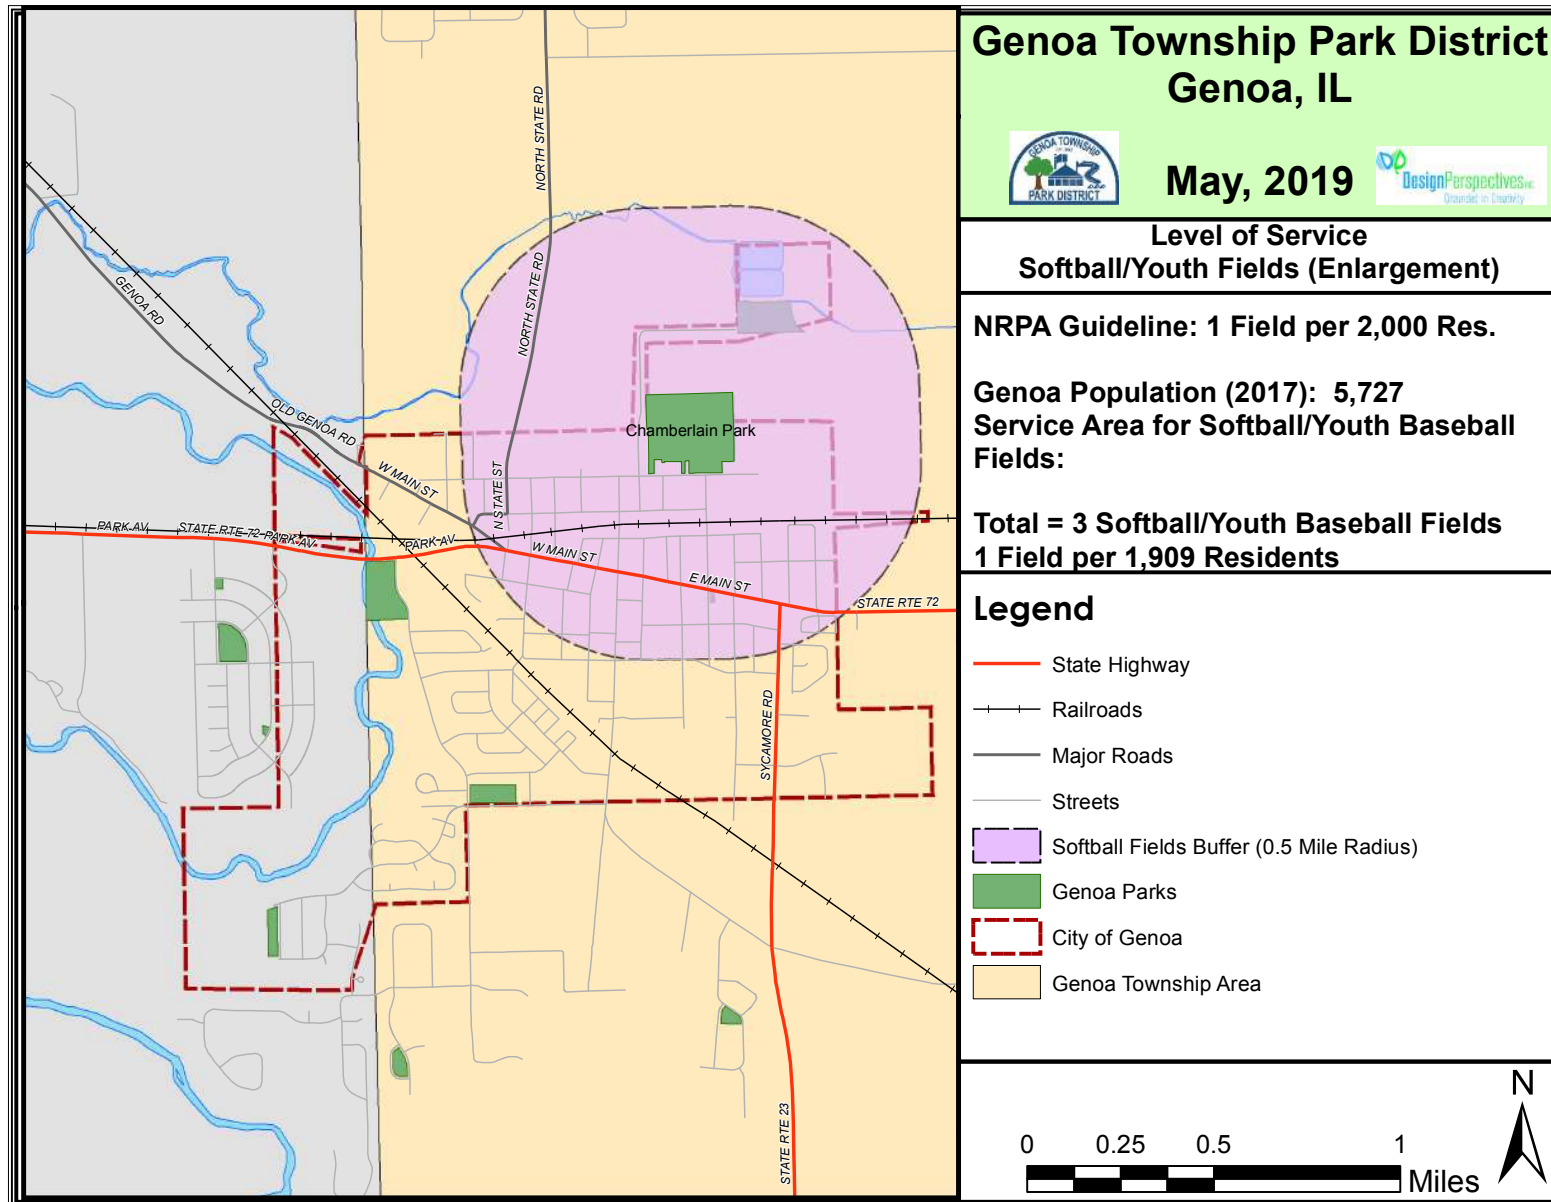 Genoa Township Park District
Genoa, IL
GENOA TOWNSHIP
PARK DISTRICT
May, 2019
DesignPerspectives INC
Grounded in Creativity
Level of Service
Softball/Youth Fields (Enlargement)
NRPA Guideline: 1 Field per 2,000 Res.
Genoa Population (2017): 5,727
Service Area for Softball/Youth Baseball
Fields:
Total = 3 Softball/Youth Baseball Fields
1 Field per 1,909 Residents
Legend
State Highway
Railroads
Major Roads
Streets
Softball Fields Buffer (0.5 Mile Radius)
Genoa Parks
City of Genoa
Genoa Township Area
N
0 0.25 0.5 1
Miles
NORTH STATE RD
NORTH STATE RD
GENOA RD
OLD GENOA RD
W MAIN ST
N STATE ST
Chamberlain Park
PARK AV
STATE RTE 72-PARK AV
PARK AV
W MAIN ST
E MAIN ST
STATE RTE 72
SYCAMORE RD
STATE RTE 23